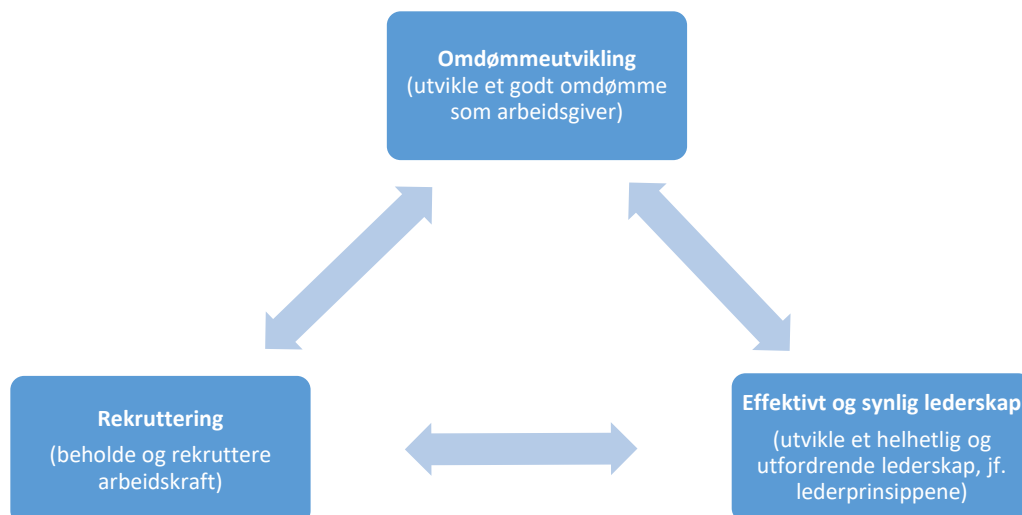 Omdømmeutvikling
(utvikle et godt omdømme
som arbeidsgiver)
Rekruttering
(beholde og rekruttere
arbeidskraft)
Effektivt og synlig lederskap
(utvikle et helhetlig og
utfordrende lederskap, jf.
lederprinsippene)